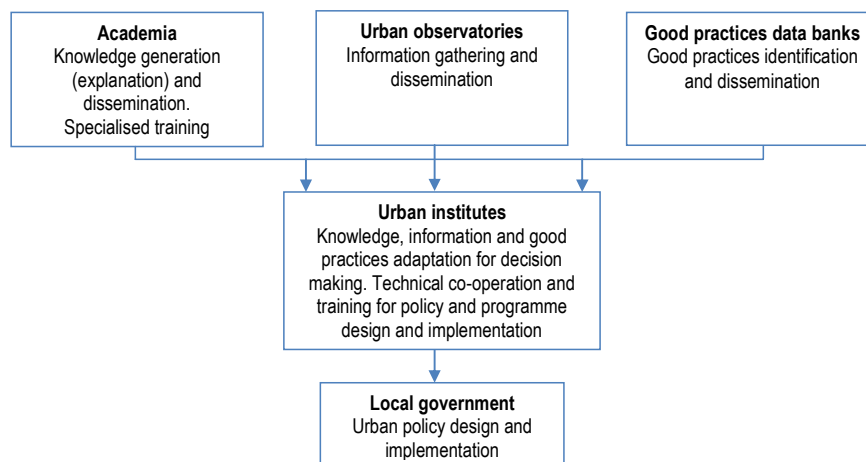 Academia
Knowledge generation
(explanation) and
dissemination.
Specialised training
Urban observatories
Information gathering and
dissemination
Good practices data banks
Good practices identification
and dissemination
Urban institutes
Knowledge, information and good
practices adaptation for decision
making. Technical co-operation and
training for policy and programme
design and implementation
Local government
Urban policy design and
implementation